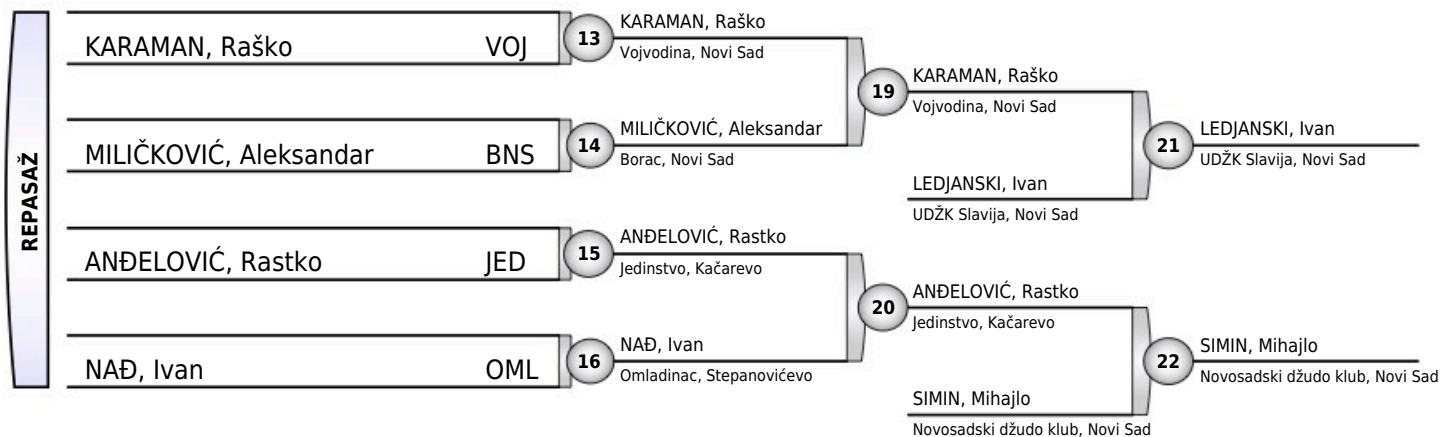 REPASAŽ
KARAMAN, Raško VOJ
MILIČKOVIĆ, Aleksandar BNS
ANĐELOVIĆ, Rastko JED
NAĐ, Ivan OML
13
KARAMAN, Raško
Vojvodina, Novi Sad
14
MILIČKOVIĆ, Aleksandar
Borac, Novi Sad
15
ANĐELOVIĆ, Rastko
Jedinstvo, Kačarevo
16
NAĐ, Ivan
Omladinac, Stepanovićevo
19
KARAMAN, Raško
Vojvodina, Novi Sad
LEDJANSKI, Ivan
UDŽK Slavija, Novi Sad
20
ANĐELOVIĆ, Rastko
Jedinstvo, Kačarevo
SIMIN, Mihajlo
Novosadski džudo klub, Novi Sad
21
LEDJANSKI, Ivan
UDŽK Slavija, Novi Sad
22
SIMIN, Mihajlo
Novosadski džudo klub, Novi Sad